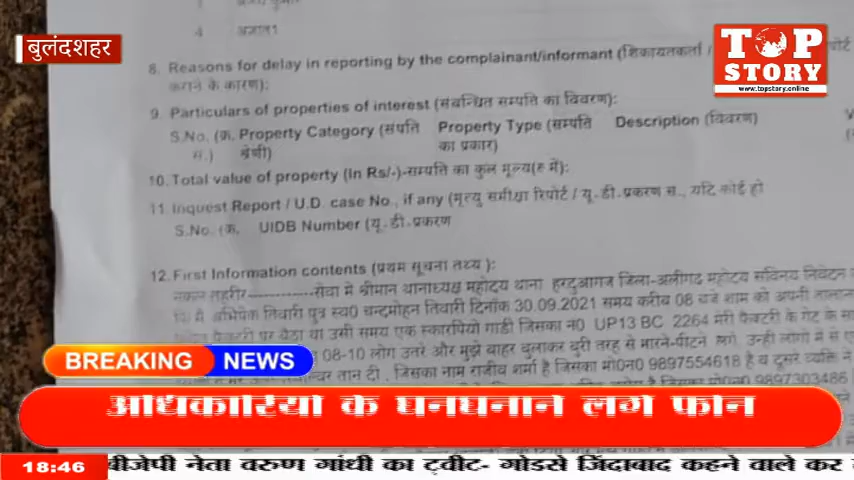 बुलंदशहर
TOP STORY
www.topstory.online
4 अज्ञात1
8. Reasons for delay in reporting by the complainant/informant (शिकायतकर्ता /
कराने के कारण):
9. Particulars of properties of interest (संबन्धित सम्पति का विवरण):
S.No. (क्र. Property Category (संपति Property Type (सम्पति Description (विवरण)
स.) श्रेणी) का प्रकार)
10. Total value of property (In Rs/-)-सम्पति का कुल मूल्य(रु में):
11. Inquest Report / U.D. case No., if any (मृत्यु समीक्षा रिपोर्ट / यू.डी.प्रकरण स., यदि कोई हो
S.No. (क्र. UIDB Number (यू.डी.प्रकरण
12. First Information contents (प्रथम सूचना तथ्य ):
नकल तहरीर------------सेवा मे श्रीमान थानाध्यक्ष महोदय थाना हरदुआगंज जिला-अलीगढ महोदय सविनय निवेदन
अभिषेक तिवारी पुत्र स्व0 चन्द्रमोहन तिवारी दिनाँक 30.09.2021 समय करीब 08 बजे शाम को अपनी
फैक्टरी पर बैठा था उसी समय एक स्कारपियो गाडी जिसका न0 UP13 BC 2264 मेरी फैक्टरी के गेट के
08-10 लोग उतरे और मुझे बाहर बुलाकर बुरी तरह से मारने-पीटने लगे उन्ही लोगों में से
तान दी , जिसका नाम राजीव शर्मा है जिसका मो0न0 9897554618 है व दूसरे व्यक्ति ने
9897303486
BREAKING NEWS
अधिकारियों के घनघनाने लगे फोन
18:46 बीजेपी नेता वरुण गांधी का ट्वीट- गोडसे जिंदाबाद कहने वाले कर